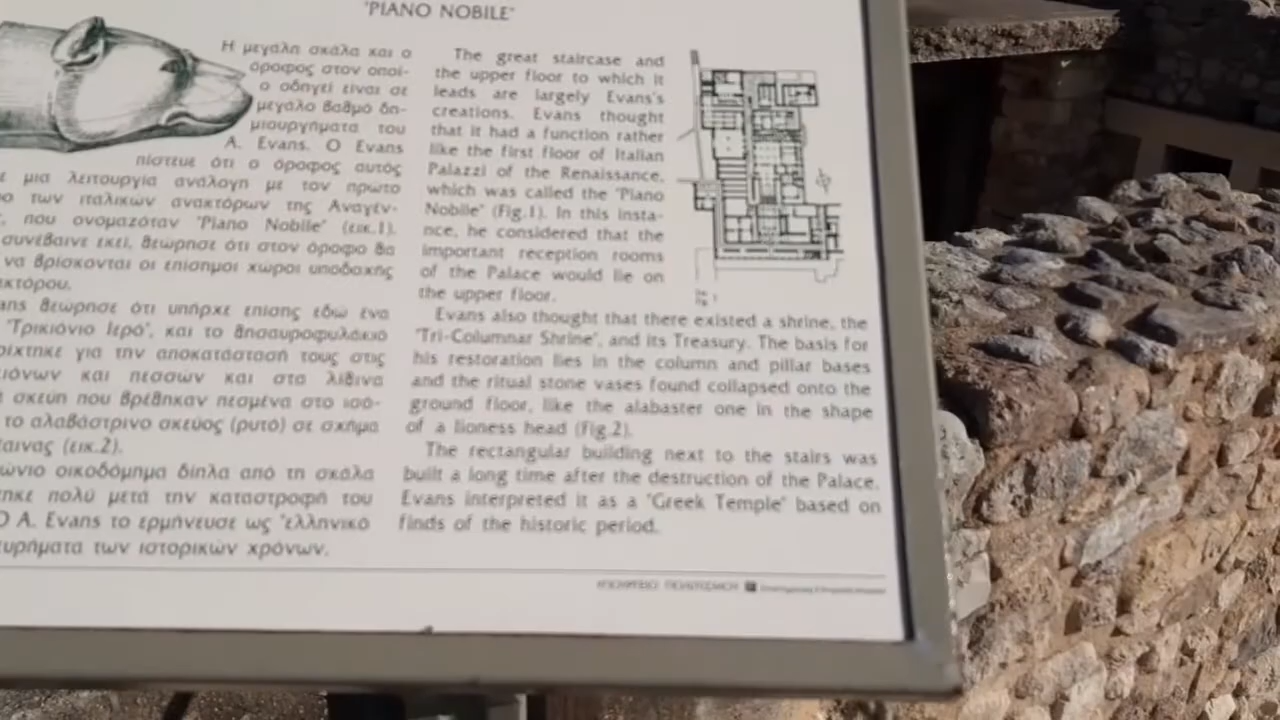 "PIANO NOBILE"
Η μεγάλη σκάλα και ο
όροφος στον οποί-
ο οδηγεί είναι σε
μεγάλο βαθμό δη-
μιουργήματα του
A. Evans. Ο Evans
πίστευε ότι ο όροφος αυτός
ε μια λειτουργία ανάλογη με τον πρώτο
ο των ιταλικών ανακτόρων της Αναγέν-
, που ονομαζόταν "Piano Nobile" (εικ.1).
συνέβαινε εκεί, θεώρησε ότι στον όροφο θα
να βρίσκονται οι επίσημοι χώροι υποδοχής
ακτόρου.
ans θεώρησε ότι υπήρχε επίσης εδώ ένα
"Τρικιόνιο Ιερό", και το θησαυροφυλάκιο
ρίχτηκε για την αποκατάστασή τους στις
ιόνων και πεσσών και στα λίθινα
ά σκεύη που βρέθηκαν πεσμένα στο ισό-
το αλαβάστρινο σκεύος (ρυτό) σε σχήμα
αινας (εικ.2).
ώνιο οικοδόμημα δίπλα από τη σκάλα
τηκε πολύ μετά την καταστροφή του
Ο A. Evans το ερμήνευσε ως "ελληνικό
ευρήματα των ιστορικών χρόνων.
The great staircase and
the upper floor to which it
leads are largely Evans's
creations. Evans thought
that it had a function rather
like the first floor of Italian
Palazzi of the Renaissance,
which was called the "Piano
Nobile" (Fig.1). In this insta-
nce, he considered that the
important reception rooms
of the Palace would lie on
the upper floor.
Evans also thought that there existed a shrine, the
"Tri-Columnar Shrine", and its Treasury. The basis for
his restoration lies in the column and pillar bases
and the ritual stone vases found collapsed onto the
ground floor, like the alabaster one in the shape
of a lioness head (Fig.2).
The rectangular building next to the stairs was
built a long time after the destruction of the Palace.
Evans interpreted it as a "Greek Temple" based on
finds of the historic period.
ΥΠΟΥΡΓΕΙΟ ΠΟΛΙΤΙΣΜΟΥ